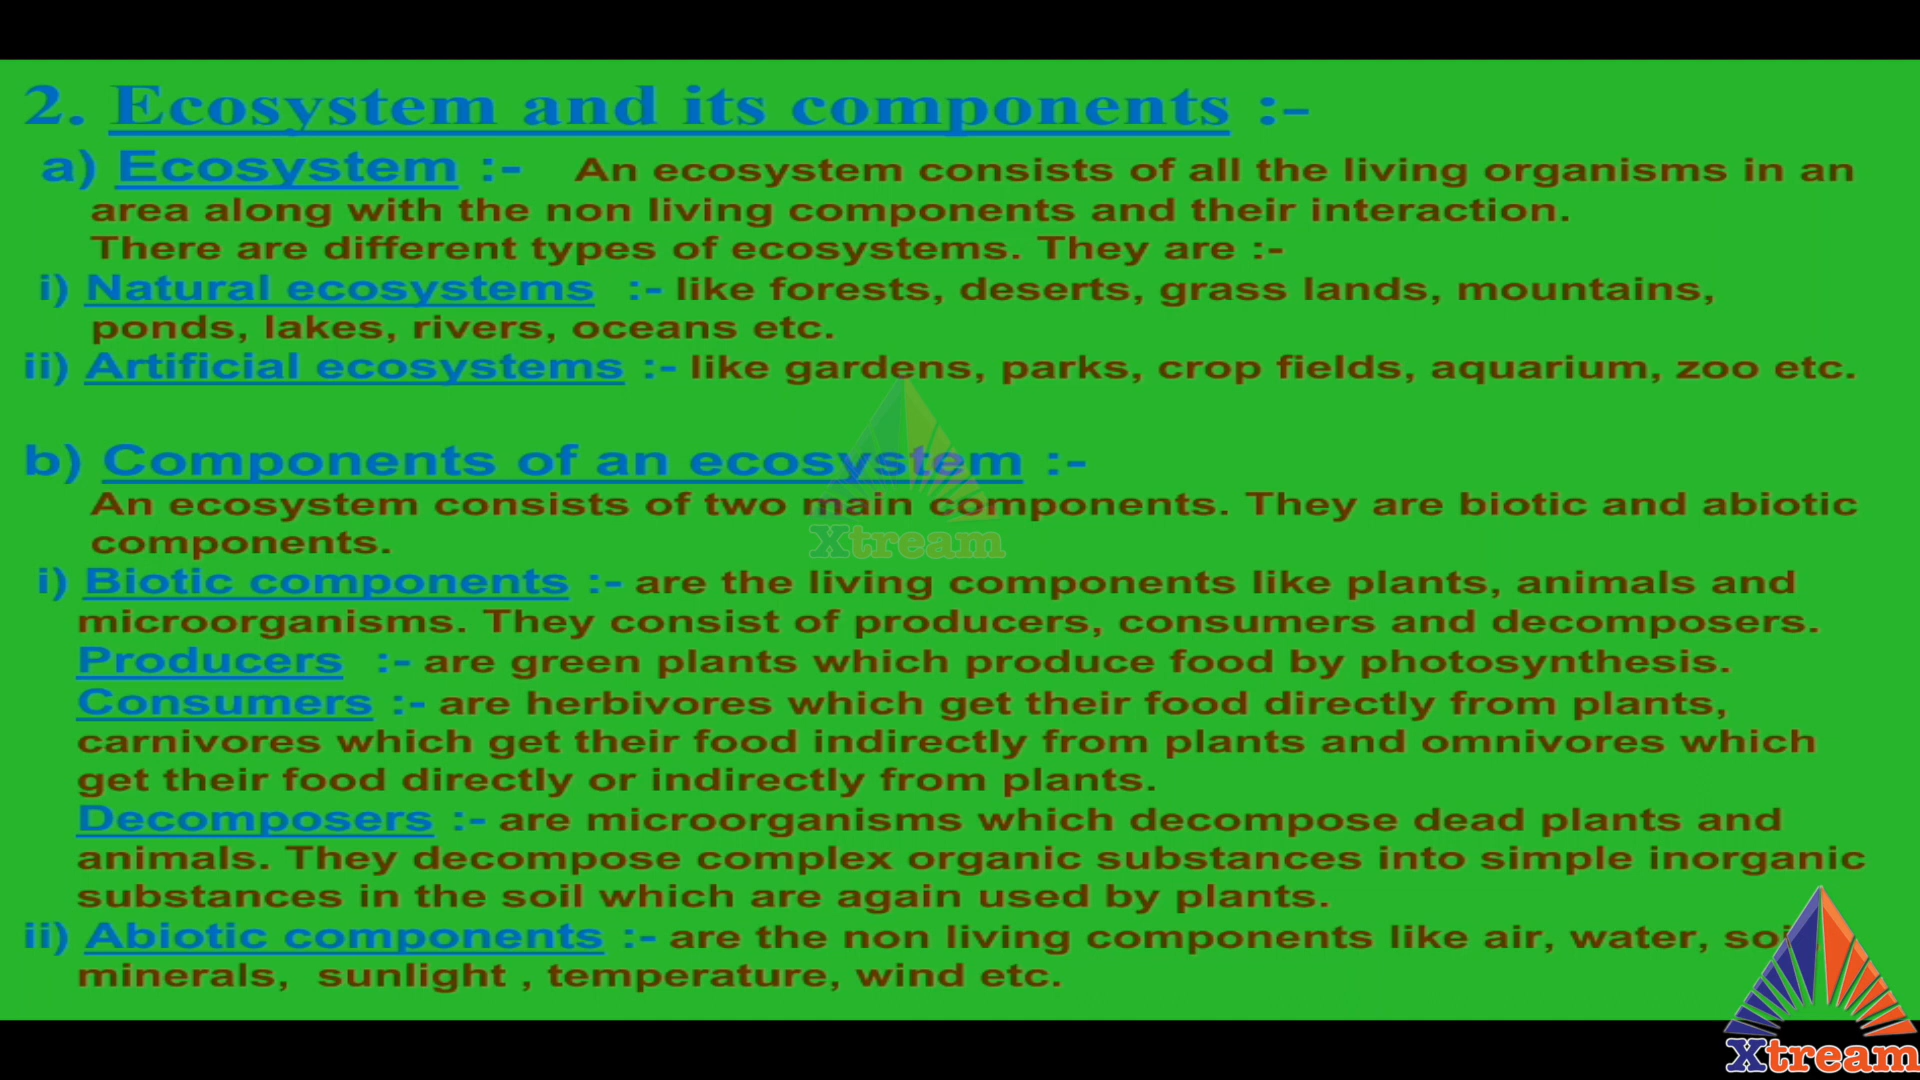 2. Ecosystem and its components :-
a) Ecosystem :- An ecosystem consists of all the living organisms in an
area along with the non living components and their interaction.
There are different types of ecosystems. They are :-
i) Natural ecosystems :- like forests, deserts, grass lands, mountains,
ponds, lakes, rivers, oceans etc.
ii) Artificial ecosystems :- like gardens, parks, crop fields, aquarium, zoo etc.
b) Components of an ecosystem :-
An ecosystem consists of two main components. They are biotic and abiotic
components.
Xtream
i) Biotic components :- are the living components like plants, animals and
microorganisms. They consist of producers, consumers and decomposers.
Producers :- are green plants which produce food by photosynthesis.
Consumers :- are herbivores which get their food directly from plants,
carnivores which get their food indirectly from plants and omnivores which
get their food directly or indirectly from plants.
Decomposers :- are microorganisms which decompose dead plants and
animals. They decompose complex organic substances into simple inorganic
substances in the soil which are again used by plants.
ii) Abiotic components :- are the non living components like air, water,
minerals, sunlight , temperature, wind etc.
Xtream